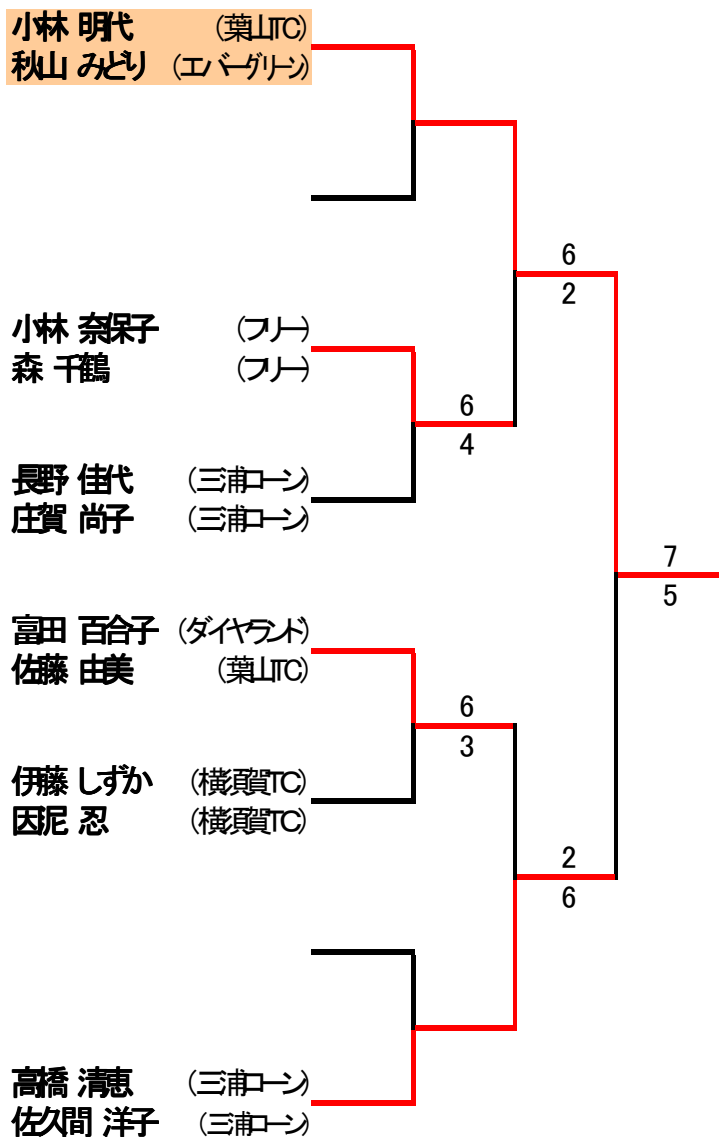 小林 明代 (葉山TC)
秋山 みどり (エバーグリーン)
6
2
小林 奈保子 (フリー)
森 千鶴 (フリー)
6
4
長野 佳代 (三浦ローン)
庄賀 尚子 (三浦ローン)
7
5
富田 百合子 (ダイヤランド)
佐藤 由美 (葉山TC)
6
3
伊藤 しずか (横須賀TC)
因泥 忍 (横須賀TC)
2
6
高橋 清恵 (三浦ローン)
佐久間 洋子 (三浦ローン)